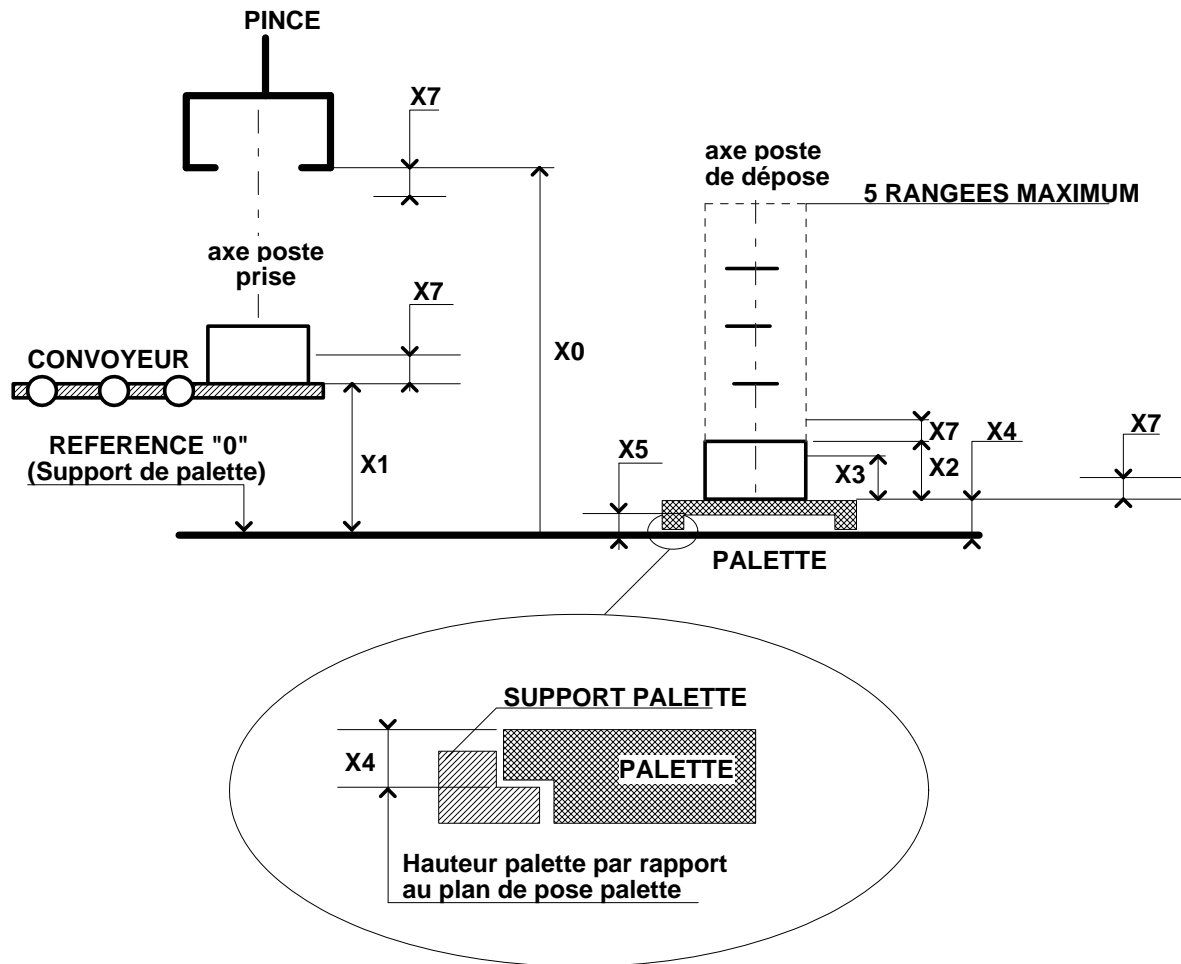 PINCE
X7
axe poste
de dépose
5 RANGEES MAXIMUM
axe poste
prise
X7
X0
CONVOYEUR
REFERENCE "0"
(Support de palette)
X1
X5
X3
X7
X2
X4
X7
PALETTE
SUPPORT PALETTE
X4
PALETTE
Hauteur palette par rapport
au plan de pose palette